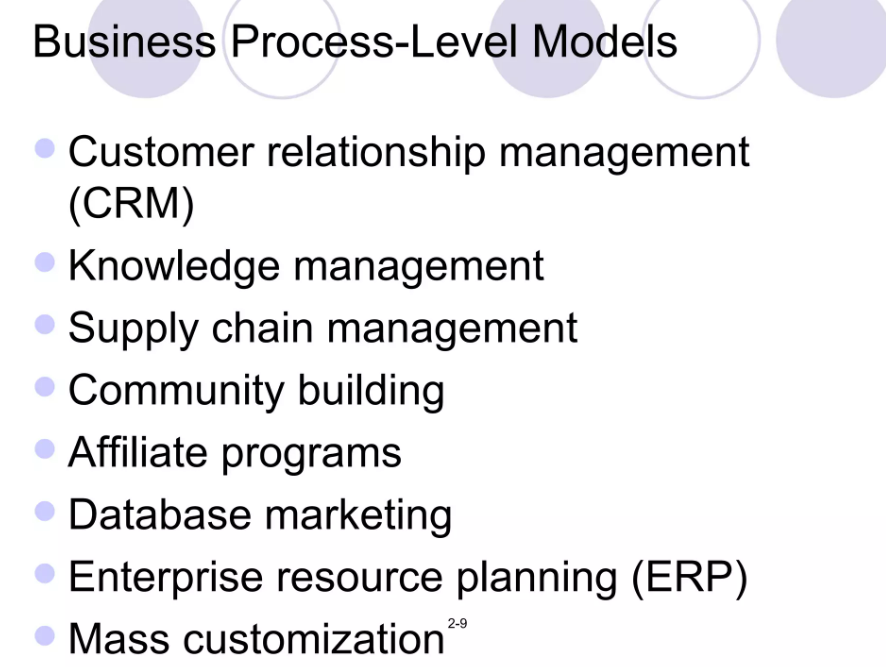 Business Process-Level Models
Customer relationship management
(CRM)
Knowledge management
Supply chain management
Community building
Affiliate programs
Database marketing
Enterprise resource planning (ERP)
Mass customization
2-9